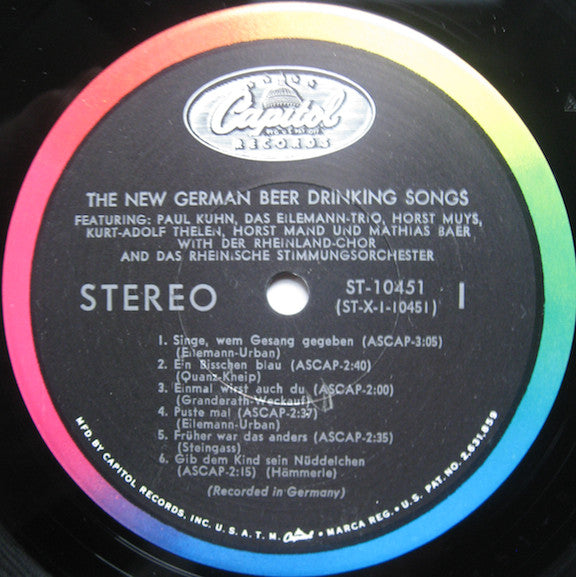 Capitol
REG. U.S. PAT. OFF.
RECORDS
THE NEW GERMAN BEER DRINKING SONGS
FEATURING: PAUL KUHN, DAS EILEMANN-TRIO, HORST MUYS,
KURT-ADOLF THELEN, HORST MAND UND MATHIAS BAER
WITH DER RHEINLAND-CHOR
AND DAS RHEINISCHE STIMMUNGSORCHESTER
STEREO
ST-10451
(ST-X-1-10451)
1
1. Singe, wem Gesang gegeben (ASCAP-3:05)
(Eilemann-Urban)
2. Ein Bisschen blau (ASCAP-2:40)
(Quanz-Kneip)
3. Einmal wirst auch du (ASCAP-2:00)
(Granderath-Weckauf)
4. Puste mal (ASCAP-2:37)
(Eilemann-Urban)
5. Früher war das anders (ASCAP-2:35)
(Steingass)
6. Gib dem Kind sein Nüddelchen
(ASCAP-2:15) (Hämmerle)
(Recorded in Germany)
MFD. BY CAPITOL RECORDS, INC. U. S. A. T. M. Capitol • MARCA REG. • U. S. PAT. NO. 2,631,859